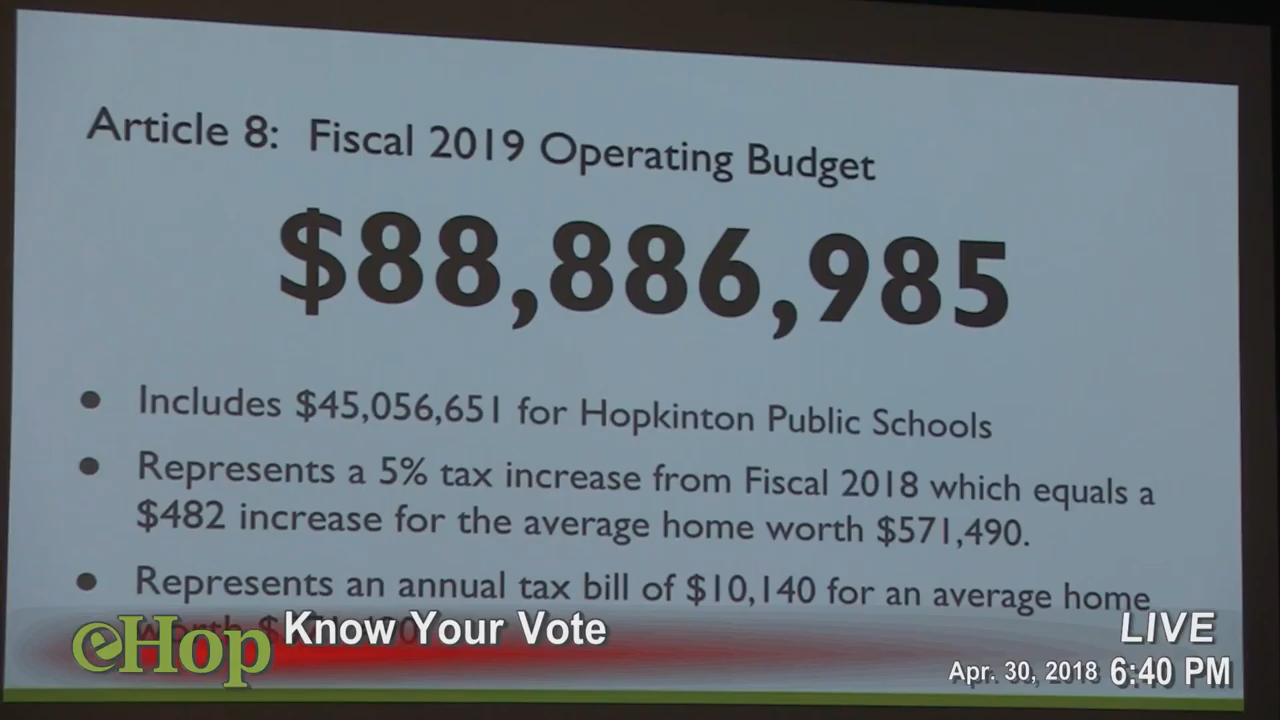 Article 8: Fiscal 2019 Operating Budget
$88,886,985
● Includes $45,056,651 for Hopkinton Public Schools
● Represents a 5% tax increase from Fiscal 2018 which equals a
$482 increase for the average home worth $571,490.
● Represents an annual tax bill of $10,140 for an average home
worth
eHop
Know Your Vote
LIVE
Apr. 30, 2018 6:40 PM